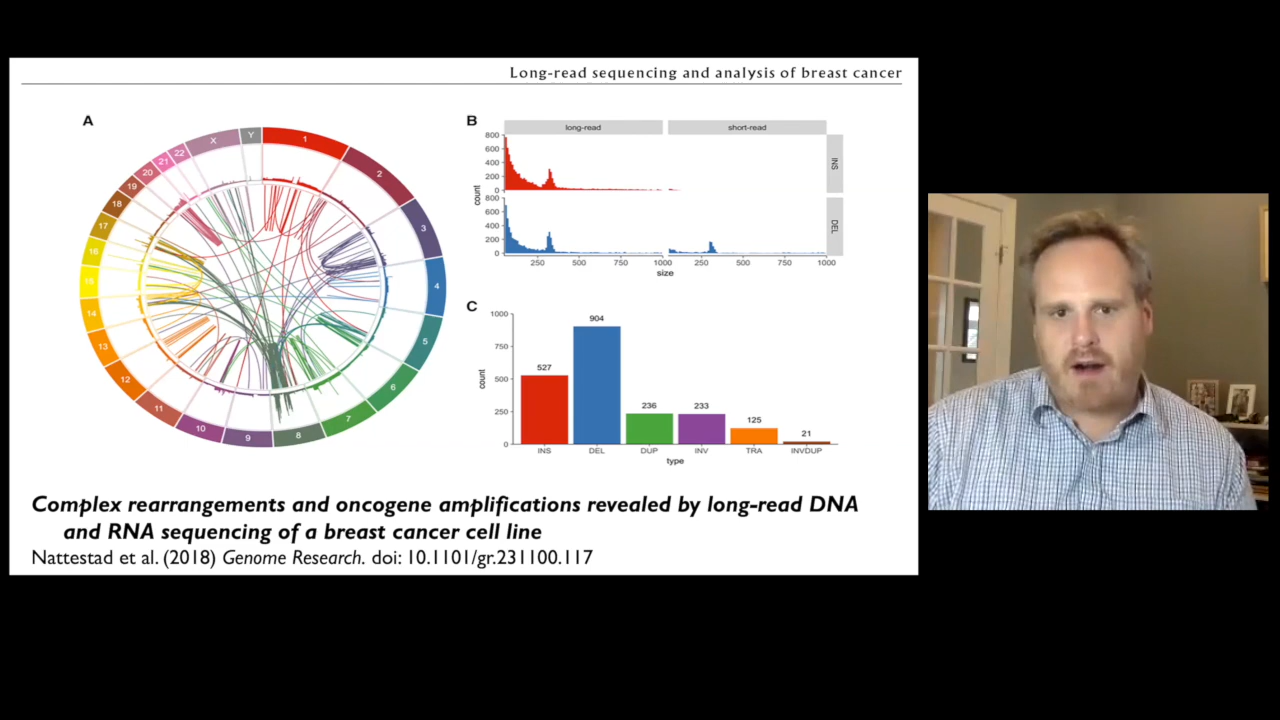 Long-read sequencing and analysis of breast cancer
A
1
2
3
4
5
6
7
8
9
10
11
12
13
14
15
16
17
18
19
20
21
22
X
Y
B
long-read
short-read
800
600
400
200
0
INS
count
800
600
400
200
0
DEL
250
500
750
1000
250
500
750
1000
size
C
1000
750
500
250
0
count
527
904
236
233
125
21
INS
DEL
DUP
INV
TRA
INVDUP
type
Complex rearrangements and oncogene amplifications revealed by long-read DNA
and RNA sequencing of a breast cancer cell line
Nattestad et al. (2018) Genome Research. doi: 10.1101/gr.231100.117